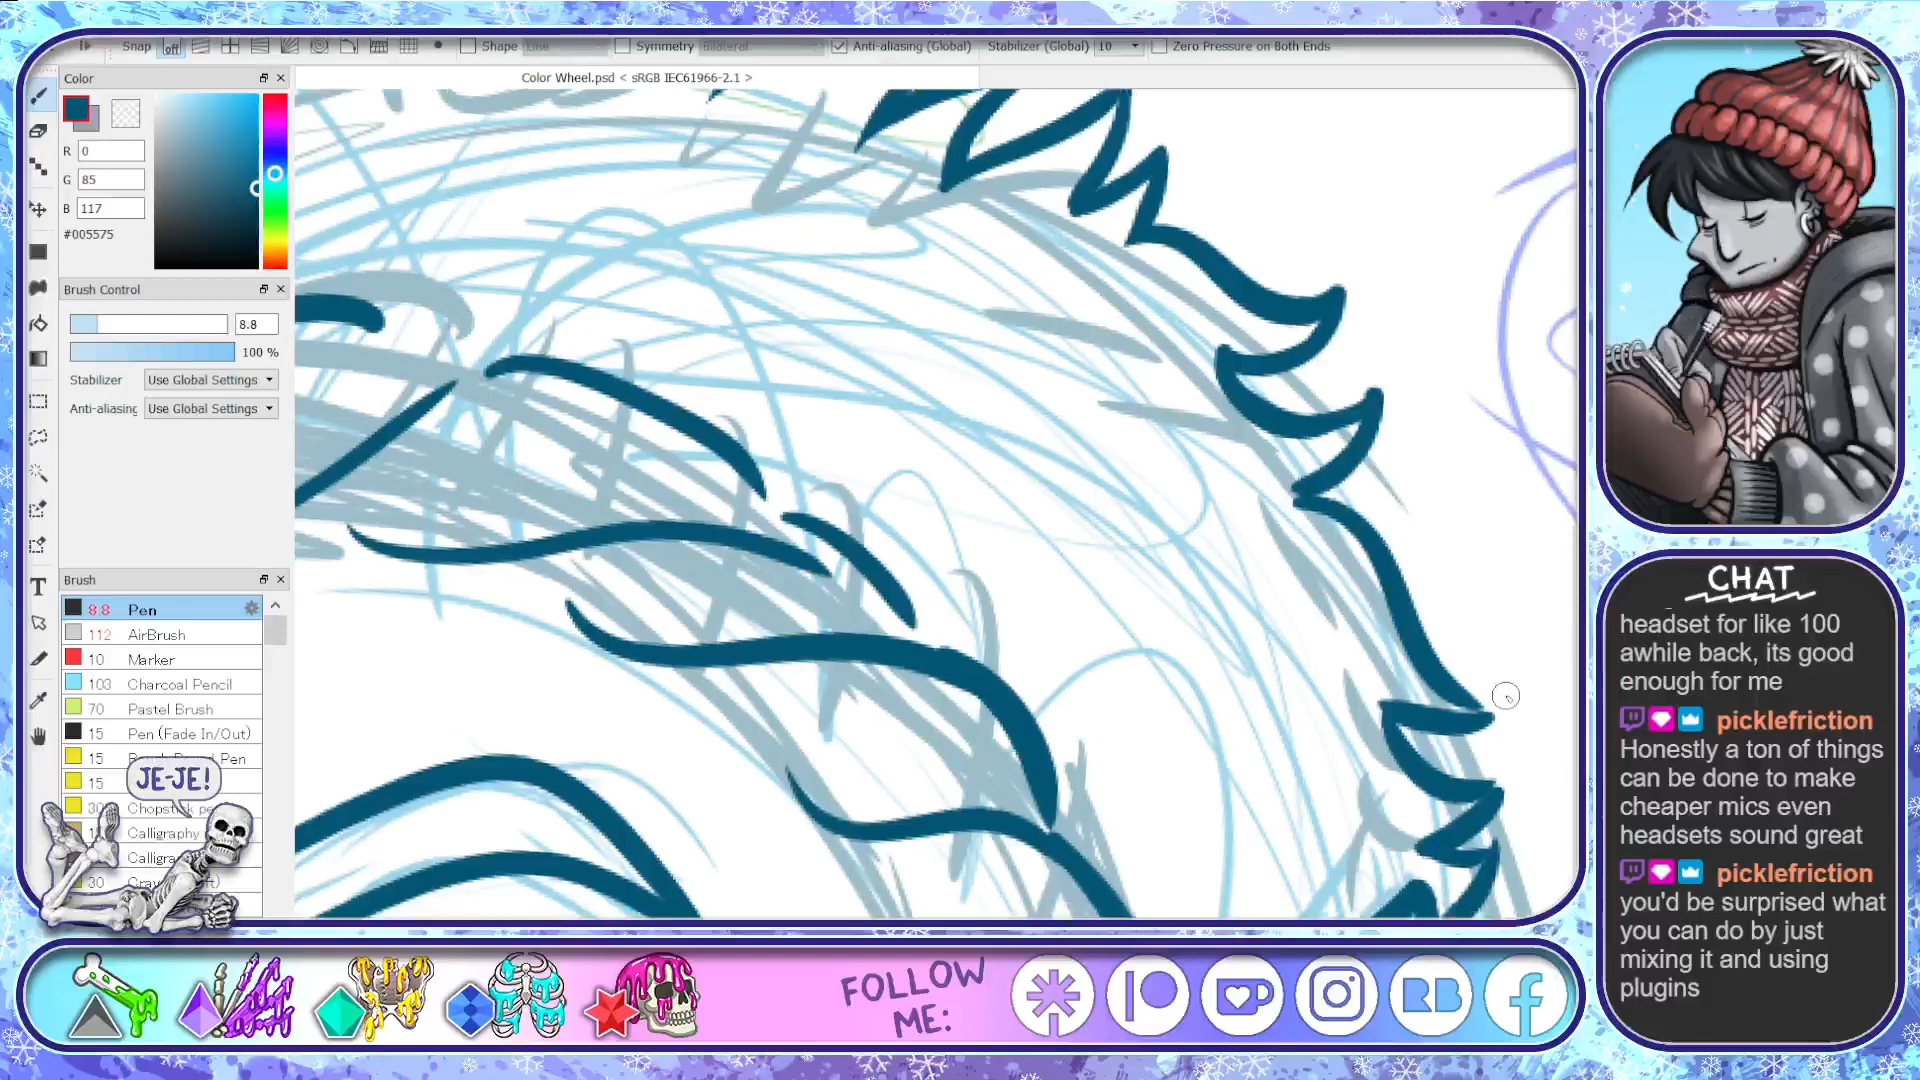 Snap off Shape Line Symmetry Bilateral Anti-aliasing (Global) Stabilizer (Global) 10 Zero Pressure on Both Ends
Color
Color Wheel.psd < sRGB IEC61966-2.1 >
R 0
G 85
B 117
#005575
Brush Control
8.8
100 %
Stabilizer Use Global Settings
Anti-aliasing Use Global Settings
Brush
8.8 Pen
112 AirBrush
10 Marker
103 Charcoal Pencil
70 Pastel Brush
15 Pen (Fade In/Out)
15 Pen
15
JE-JE!
Calligraphy
30
FOLLOW
ME:
RB
CHAT
headset for like 100
awhile back, its good
enough for me
picklefriction
Honestly a ton of things
can be done to make
cheaper mics even
headsets sound great
picklefriction
you'd be surprised what
you can do by just
mixing it and using
plugins